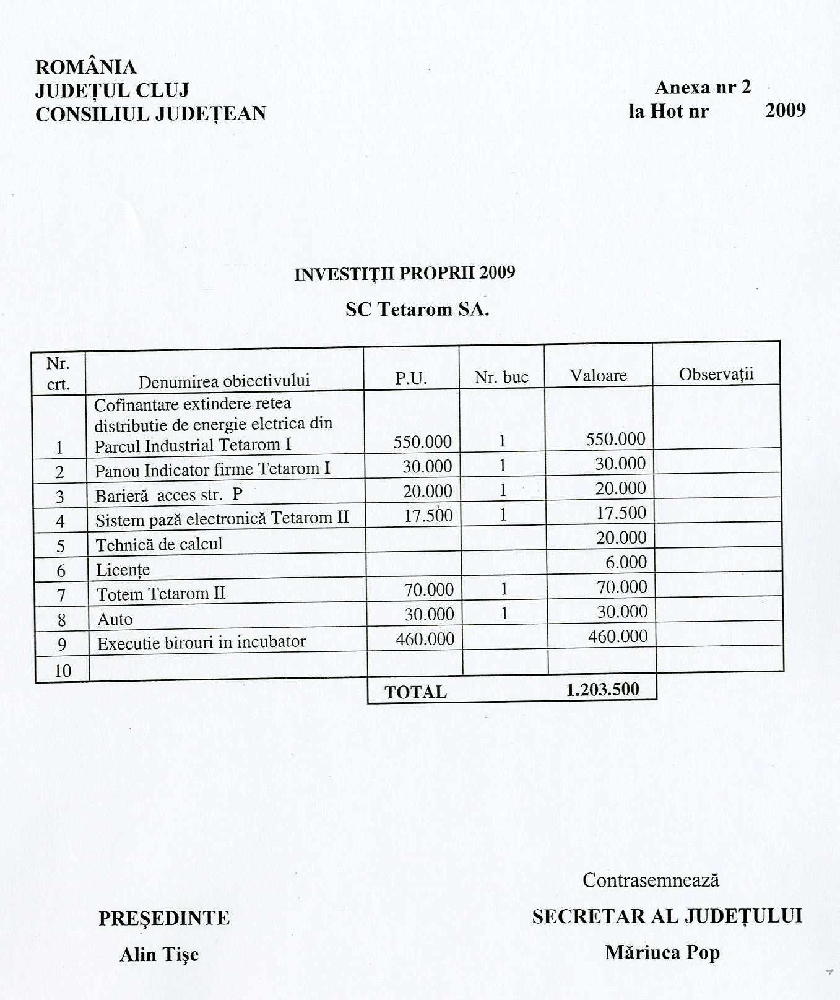 ROMÂNIA
JUDEȚUL CLUJ
CONSILIUL JUDEȚEAN
Anexa nr 2
la Hot nr 2009
INVESTIȚII PROPRII 2009
SC Tetarom SA.
Nr. crt. Denumirea obiectivului P.U. Nr. buc Valoare Observații
Cofinantare extindere retea
distributie de energie elctrica din
1 Parcul Industrial Tetarom I 550.000 1 550.000
2 Panou Indicator firme Tetarom I 30.000 1 30.000
3 Barieră acces str. P 20.000 1 20.000
4 Sistem pază electronică Tetarom II 17.500 1 17.500
5 Tehnică de calcul 20.000
6 Licențe 6.000
7 Totem Tetarom II 70.000 1 70.000
8 Auto 30.000 1 30.000
9 Executie birouri in incubator 460.000 460.000
10
TOTAL 1.203.500
Contrasemnează
PREŞEDINTE
SECRETAR AL JUDEȚULUI
Alin Tişe
Măriuca Pop